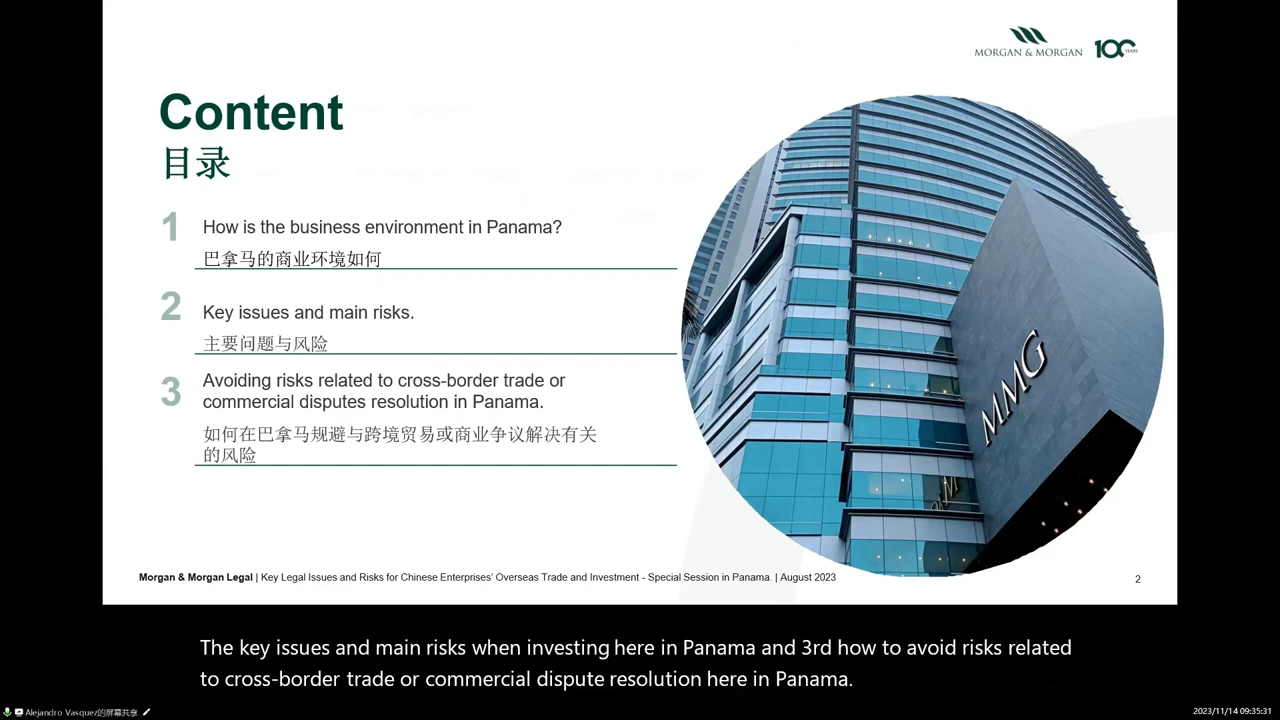 MORGAN & MORGAN 100 YEARS
Content
目录
1 How is the business environment in Panama?
巴拿马的商业环境如何
2 Key issues and main risks.
主要问题与风险
3 Avoiding risks related to cross-border trade or
commercial disputes resolution in Panama.
如何在巴拿马规避与跨境贸易或商业争议解决有关
的风险
MMG
Morgan & Morgan Legal | Key Legal Issues and Risks for Chinese Enterprises' Overseas Trade and Investment - Special Session in Panama. | August 2023
2
The key issues and main risks when investing here in Panama and 3rd how to avoid risks related
to cross-border trade or commercial dispute resolution here in Panama.
Alejandro Vasquez的屏幕共享
2023/11/14 09:35:31